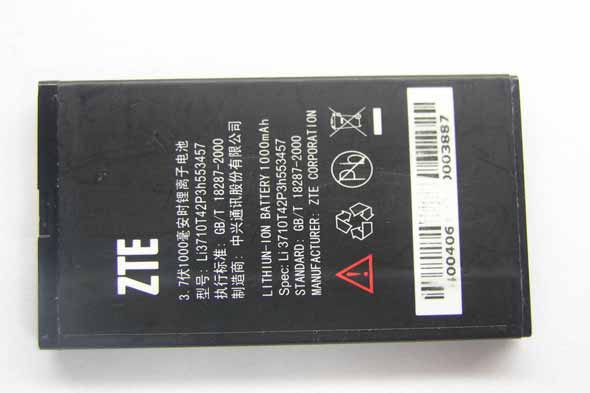 ZTE
3.7伏1000毫安时锂离子电池
型号: Li3710T42P3h553457
执行标准: GB/T 18287-2000
制造商: 中兴通讯股份有限公司
LITHIUN-ION BATTERY 1000mAh
Spec: Li3710T42P3h553457
STANDARD: GB/T 18287-2000
MANUFACTURER: ZTE CORPORATION
Pb
00406
0003887